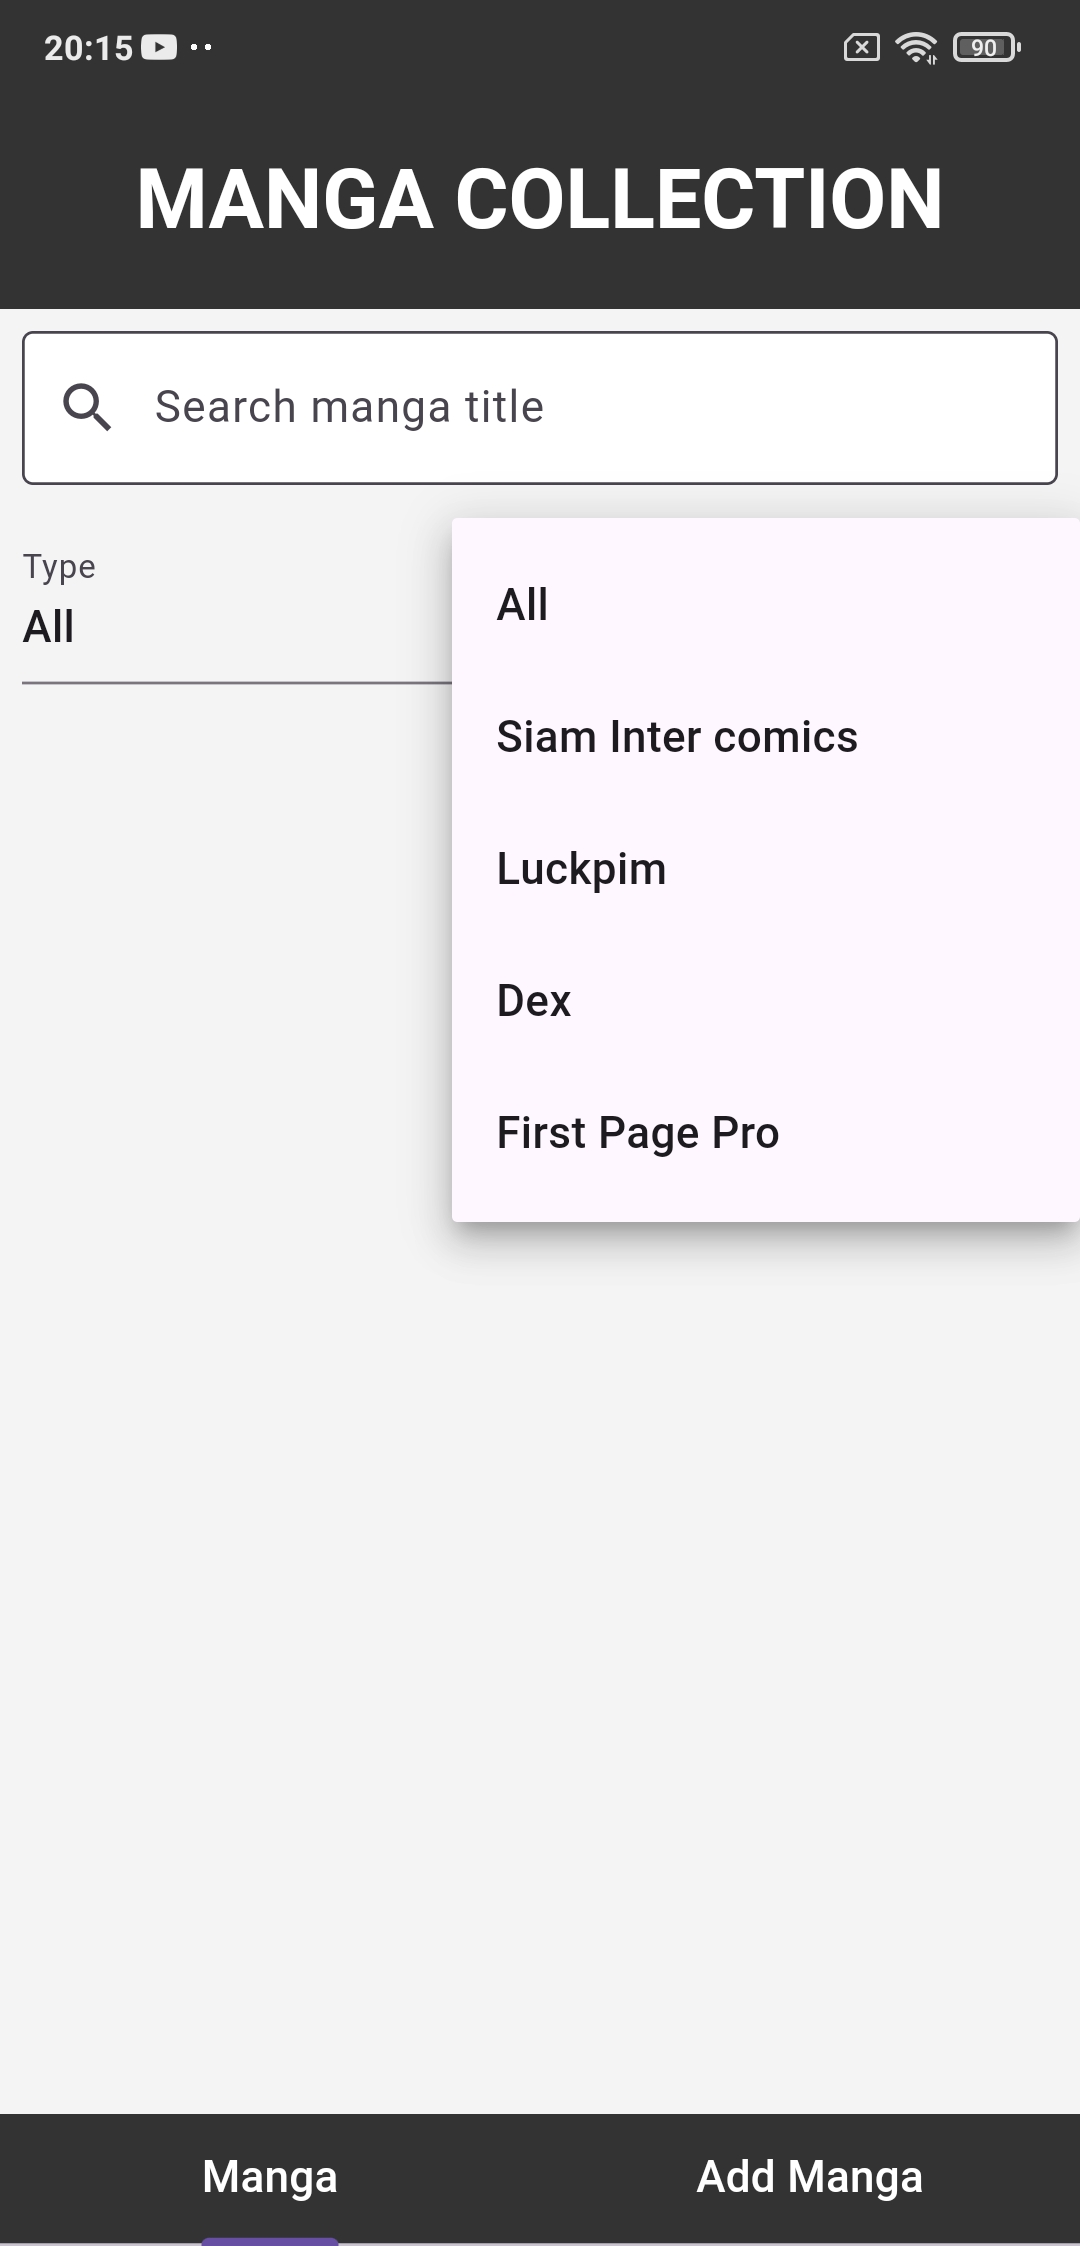 20:15
90
MANGA COLLECTION
Search manga title
Type
All
All
Siam Inter comics
Luckpim
Dex
First Page Pro
Manga
Add Manga